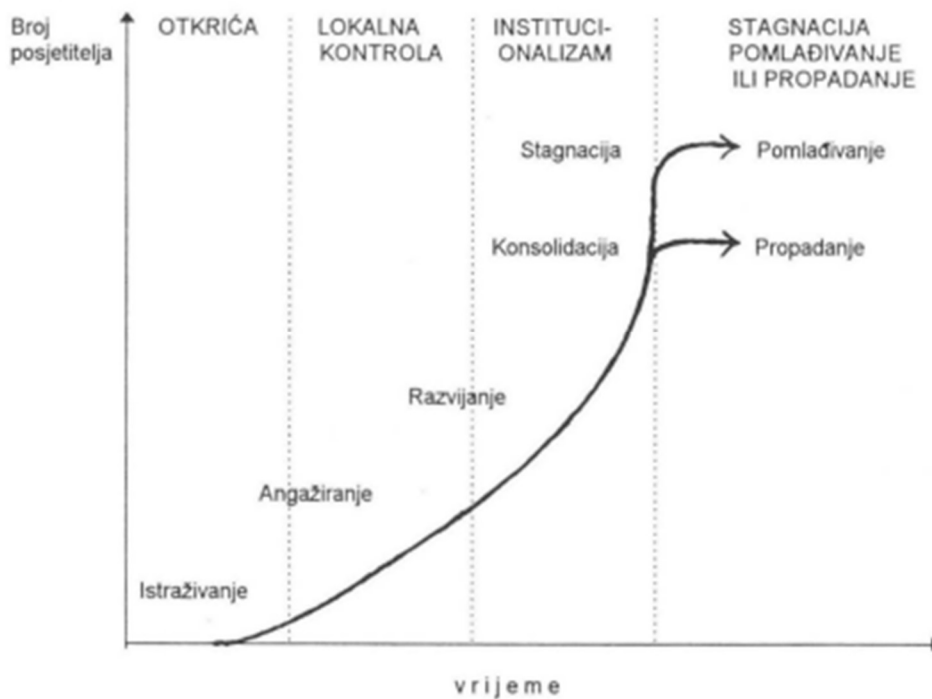 Broj
posjetitelja
OTKRIĆA
LOKALNA
KONTROLA
INSTITUCI-
ONALIZAM
STAGNACIJA
POMLAĐIVANJE
ILI PROPADANJE
Stagnacija
Pomlađivanje
Konsolidacija
Propadanje
Razvijanje
Angažiranje
Istraživanje
vrijeme